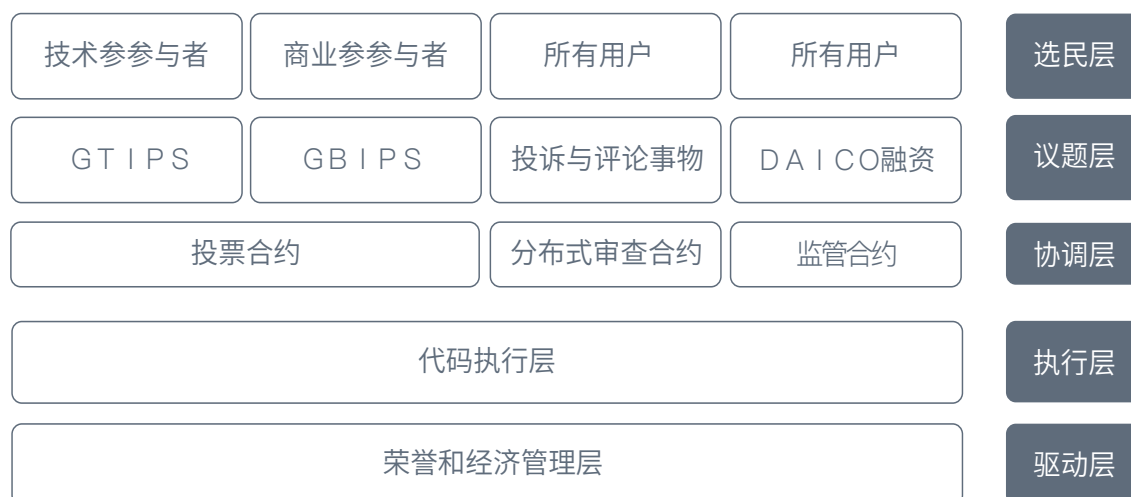 技术参参与者 商业参参与者 所有用户 所有用户 选民层
GTIPS GBIPS 投诉与评论事物 DAICO融资 议题层
投票合约 分布式审查合约 监管合约 协调层
代码执行层 执行层
荣誉和经济管理层 驱动层